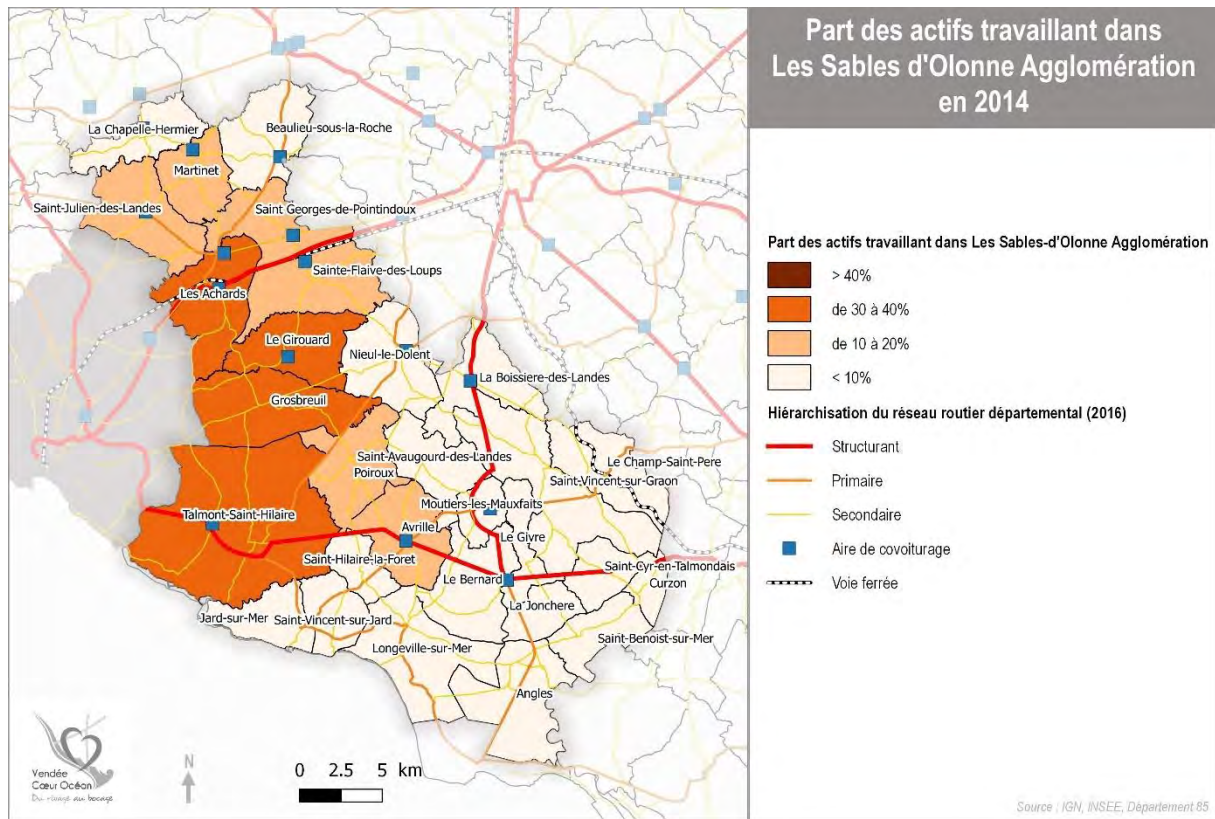 Part des actifs travaillant dans
Les Sables d'Olonne Agglomération
en 2014
La Chapelle-Hermier
Beaulieu-sous-la-Roche
Martinet
Saint-Julien-des-Landes
Saint Georges-de-Pointindoux
Sainte-Flaive-des-Loups
Les Achards
Le Girouard
Nieul-le-Dolent
La Boissiere-des-Landes
Grosbreuil
Saint-Avaugourd-des-Landes
Poiroux
Le Champ-Saint-Pere
Saint-Vincent-sur-Graon
Moutiers-les-Mauxfaits
Talmont-Saint-Hilaire
Avrille
Le Givre
Saint-Hilaire-la-Foret
Saint-Cyr-en-Talmondais
Le Bernard
Curzon
La Jonchere
Jard-sur-Mer
Saint-Vincent-sur-Jard
Saint-Benoist-sur-Mer
Longeville-sur-Mer
Angles
Part des actifs travaillant dans Les Sables-d'Olonne Agglomération
> 40%
de 30 à 40%
de 10 à 20%
< 10%
Hiérarchisation du réseau routier départemental (2016)
Structurant
Primaire
Secondaire
Aire de covoiturage
Voie ferrée
Vendée
Cœur Océan
Du rivage au bocage
N
0 2.5 5 km
Source : IGN, INSEE, Département 85